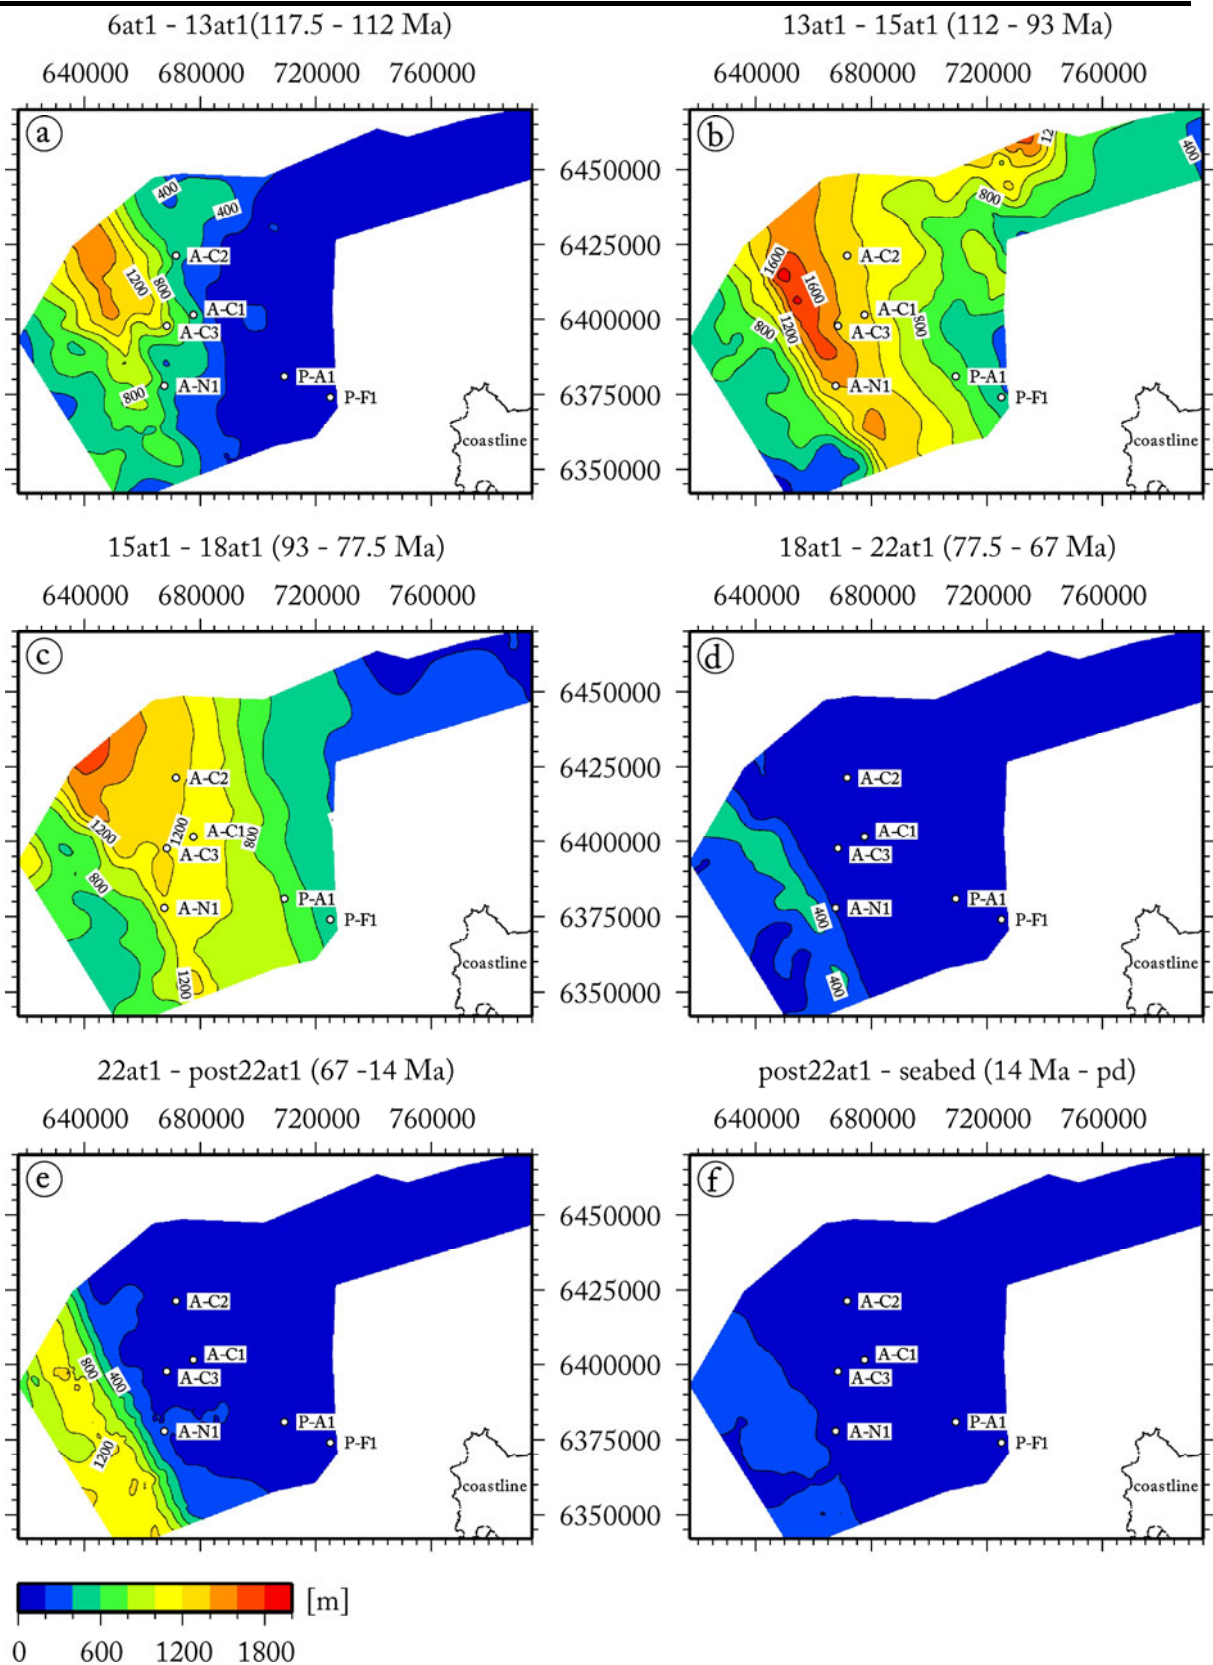 6at1 - 13at1(117.5 - 112 Ma)
13at1 - 15at1 (112 - 93 Ma)
640000 680000 720000 760000
640000 680000 720000 760000
a
b
12
400
400
400
6450000
800
6425000
A-C2
A-C2
1200
800
1600
1600
1200
800
800
6400000
A-C1
A-C1
A-C3
A-C3
P-A1
P-A1
A-N1
A-N1
800
6375000
P-F1
P-F1
coastline
coastline
6350000
15at1 - 18at1 (93 - 77.5 Ma)
18at1 - 22at1 (77.5 - 67 Ma)
640000 680000 720000 760000
640000 680000 720000 760000
c
d
6450000
6425000
A-C2
A-C2
1200
1200
800
6400000
A-C1
A-C1
A-C3
A-C3
800
P-A1
P-A1
A-N1
A-N1
400
6375000
P-F1
P-F1
coastline
coastline
1200
400
6350000
22at1 - post22at1 (67 -14 Ma)
post22at1 - seabed (14 Ma - pd)
640000 680000 720000 760000
640000 680000 720000 760000
e
f
6450000
6425000
A-C2
A-C2
800
400
6400000
A-C1
A-C1
A-C3
A-C3
P-A1
P-A1
A-N1
A-N1
1200
6375000
P-F1
P-F1
coastline
coastline
6350000
[m]
0 600 1200 1800